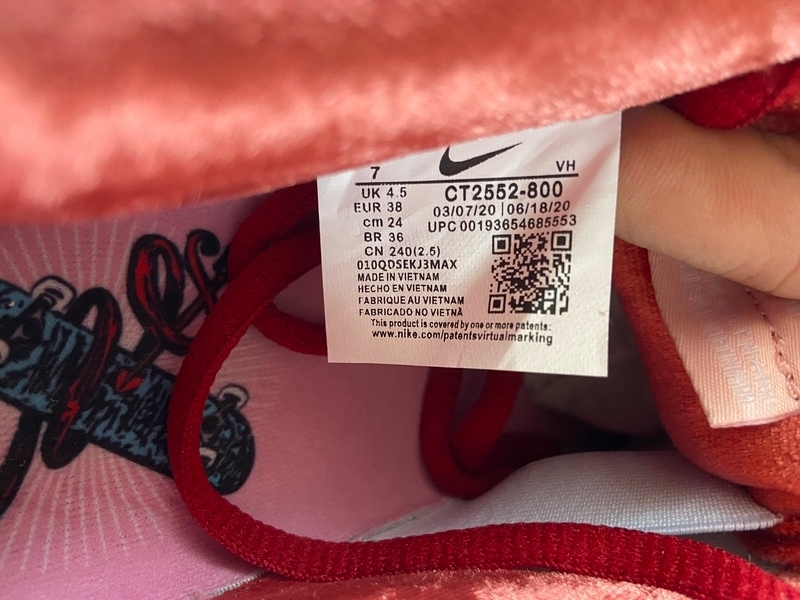 7 VH
UK 4.5 CT2552-800
EUR 38 03/07/20 | 06/18/20
cm 24 UPC 00193654685553
BR 36
CN 240(2.5)
010QDSEKJ3MAX
MADE IN VIETNAM
HECHO EN VIETNAM
FABRIQUE AU VIETNAM
FABRICADO NO VIETNÃ
This product is covered by one or more patents:
www.nike.com/patentsvirtualmarking